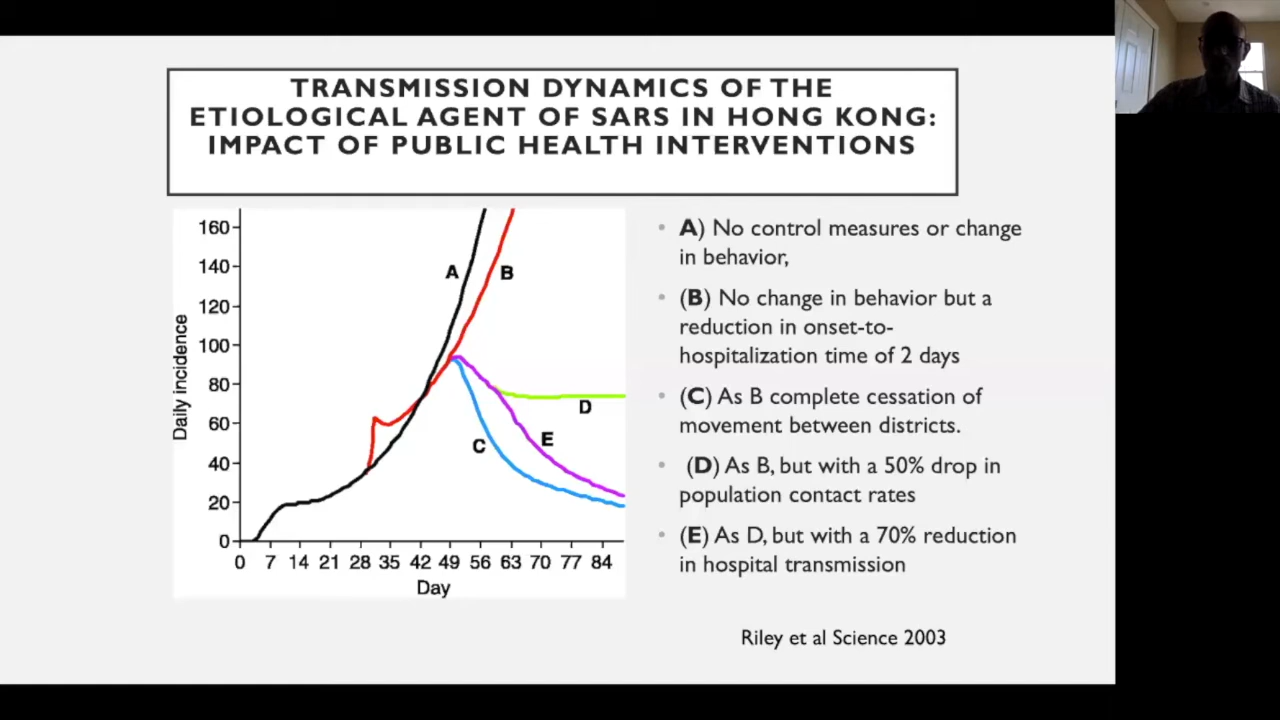 TRANSMISSION DYNAMICS OF THE
ETIOLOGICAL AGENT OF SARS IN HONG KONG:
IMPACT OF PUBLIC HEALTH INTERVENTIONS
160
140
120
100
80
60
40
20
0
Daily incidence
A
B
C
D
E
0 7 14 21 28 35 42 49 56 63 70 77 84
Day
• A) No control measures or change
in behavior,
• (B) No change in behavior but a
reduction in onset-to-
hospitalization time of 2 days
• (C) As B complete cessation of
movement between districts.
• (D) As B, but with a 50% drop in
population contact rates
• (E) As D, but with a 70% reduction
in hospital transmission
Riley et al Science 2003